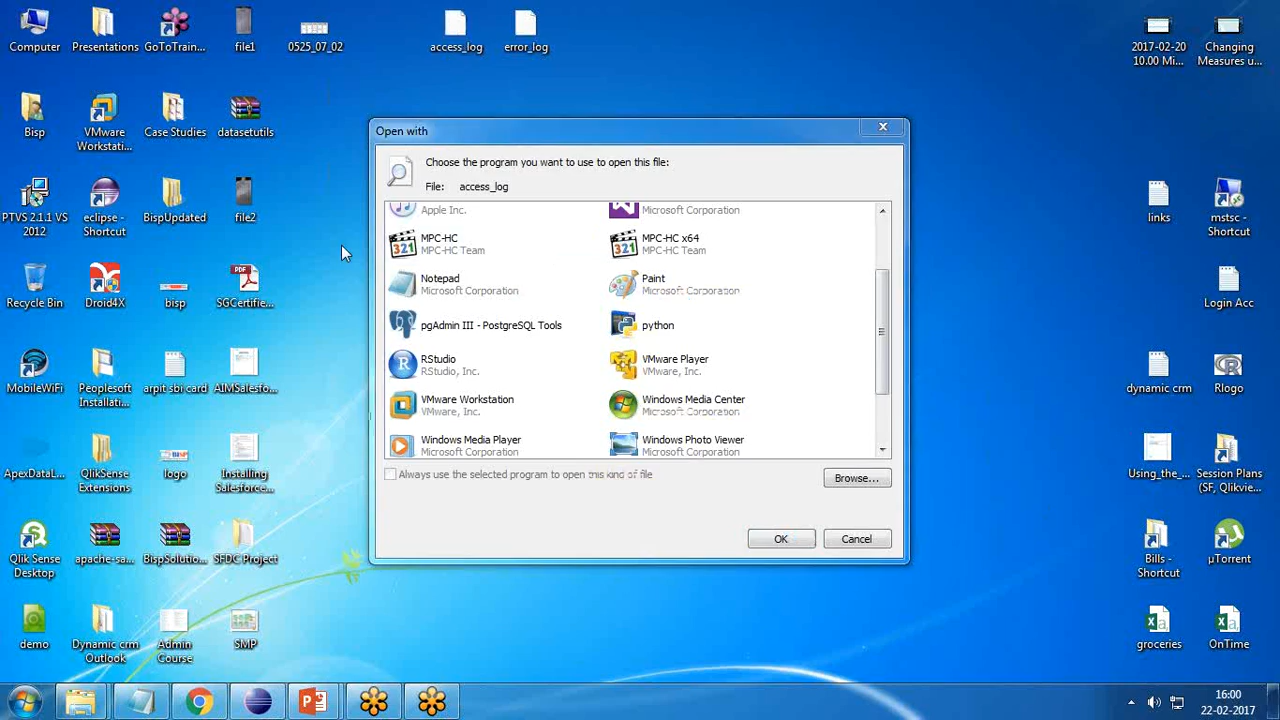 Computer
Presentations
GoToTrain...
file1
0525_07_02
access_log
error_log
2017-02-20
10.00 Mi...
Changing
Measures u...
Bisp
VMware
Workstati...
Case Studies
datasetutils
PTVS 2.1.1 VS
2012
eclipse -
Shortcut
BispUpdated
file2
links
mstsc -
Shortcut
Recycle Bin
Droid4X
bisp
SGCertifie...
Login Acc
MobileWiFi
Peoplesoft
Installati...
arpit sbi card
AIMSalesfo...
dynamic crm
Rlogo
ApexDataL...
QlikSense
Extensions
logo
Installing
Salesforce...
Using_the_...
Session Plans
(SF, Qlikvie...
Qlik Sense
Desktop
apache-sa...
BispSolutio...
SFDC Project
Bills -
Shortcut
µTorrent
demo
Dynamic crm
Outlook
Admin
Course
SMP
groceries
OnTime
Open with
Choose the program you want to use to open this file:
File: access_log
Apple Inc.
Microsoft Corporation
MPC-HC
MPC-HC Team
MPC-HC x64
MPC-HC Team
Notepad
Microsoft Corporation
Paint
Microsoft Corporation
pgAdmin III - PostgreSQL Tools
python
RStudio
RStudio, Inc.
VMware Player
VMware, Inc.
VMware Workstation
VMware, Inc.
Windows Media Center
Microsoft Corporation
Windows Media Player
Microsoft Corporation
Windows Photo Viewer
Microsoft Corporation
Always use the selected program to open this kind of file
Browse...
OK
Cancel
16:00
22-02-2017